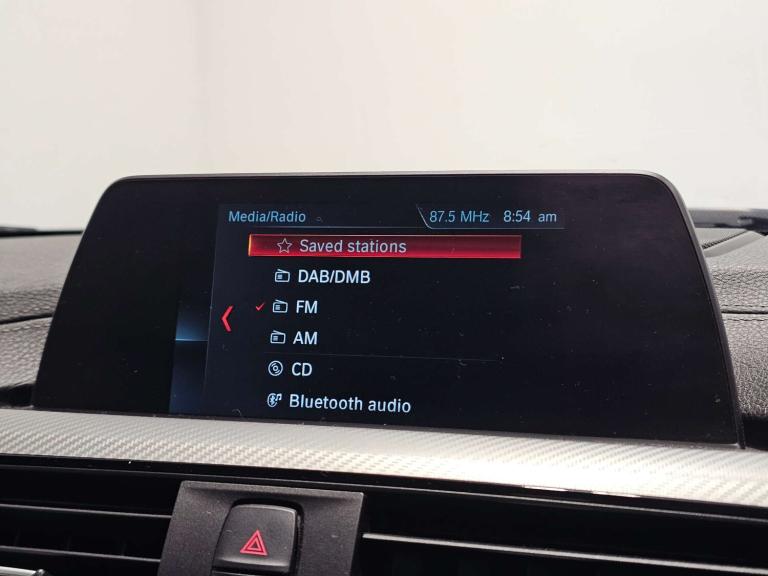 Media/Radio 87.5 MHz 8:54 am
Saved stations
DAB/DMB
FM
AM
CD
Bluetooth audio